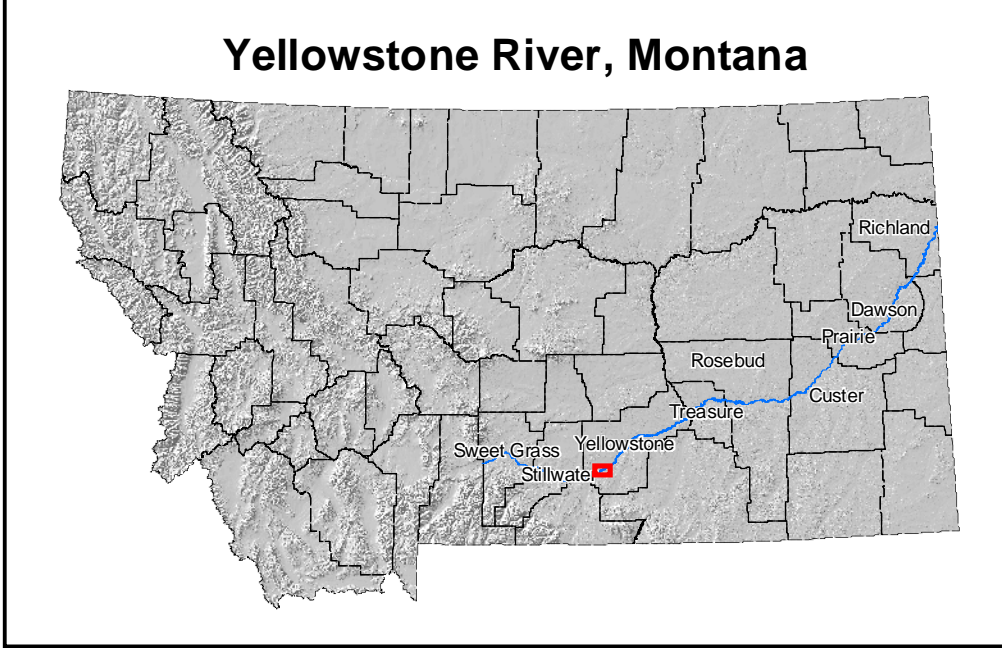 Yellowstone River, Montana
Richland
Dawson
Prairie
Rosebud
Custer
Treasure
Yellowstone
Sweet Grass
Stillwater